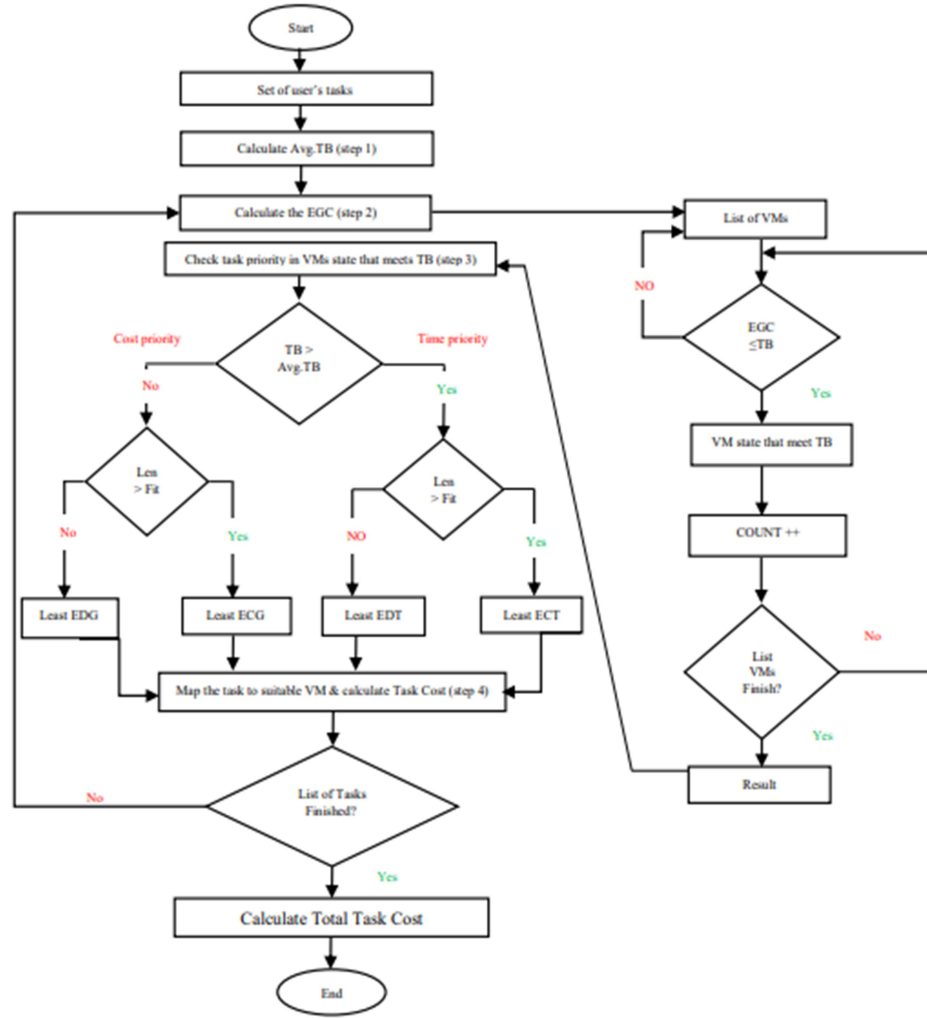 Start
Set of user's tasks
Calculate Avg.TB (step 1)
Calculate the EGC (step 2)
List of VMs
Check task priority in VMs state that meets TB (step 3)
NO
EGC
≤TB
Cost priority
TB >
Avg.TB
Time priority
No
Yes
Yes
VM state that meet TB
Len
> Fit
Len
> Fit
No
Yes
NO
Yes
COUNT ++
Least EDG
Least ECG
Least EDT
Least ECT
No
List
VMs
Finish?
Map the task to suitable VM & calculate Task Cost (step 4)
Yes
Result
List of Tasks
Finished?
No
Yes
Calculate Total Task Cost
End